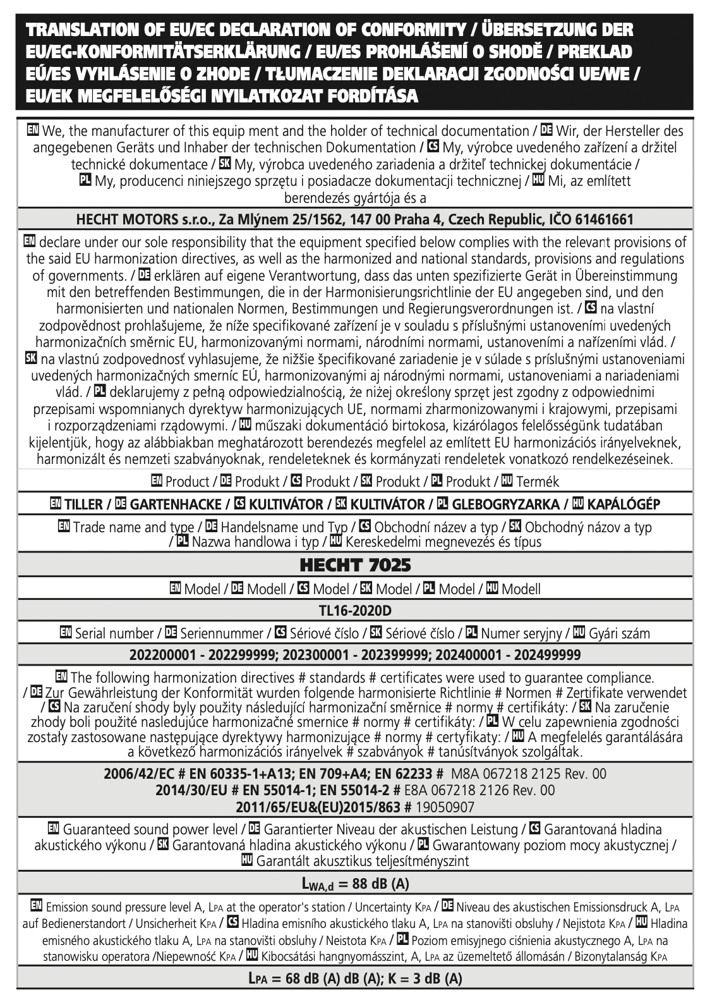 TRANSLATION OF EU/EC DECLARATION OF CONFORMITY / ÜBERSETZUNG DER
EU/EG-KONFORMITÄTSERKLÄRUNG / EU/ES PROHLÁŠENÍ O SHODĚ / PREKLAD
EÚ/ES VYHLÁSENIE O ZHODE / TŁUMACZENIE DEKLARACJI ZGODNOŚCI UE/WE /
EU/EK MEGFELELŐSÉGI NYILATKOZAT FORDÍTÁSA
EN We, the manufacturer of this equip ment and the holder of technical documentation / DE Wir, der Hersteller des
angegebenen Geräts und Inhaber der technischen Dokumentation / CS My, výrobce uvedeného zařízení a držitel
technické dokumentace / SK My, výrobca uvedeného zariadenia a držiteľ technickej dokumentácie /
PL My, producenci niniejszego sprzętu i posiadacze dokumentacji technicznej / HU Mi, az említett
berendezés gyártója és a
HECHT MOTORS s.r.o., Za Mlýnem 25/1562, 147 00 Praha 4, Czech Republic, IČO 61461661
EN declare under our sole responsibility that the equipment specified below complies with the relevant provisions of
the said EU harmonization directives, as well as the harmonized and national standards, provisions and regulations
of governments. / DE erklären auf eigene Verantwortung, dass das unten spezifizierte Gerät in Übereinstimmung
mit den betreffenden Bestimmungen, die in der Harmonisierungsrichtlinie der EU angegeben sind, und den
harmonisierten und nationalen Normen, Bestimmungen und Regierungsverordnungen ist. / CS na vlastní
zodpovědnost prohlašujeme, že níže specifikované zařízení je v souladu s příslušnými ustanoveními uvedených
harmonizačních směrnic EU, harmonizovanými normami, národními normami, ustanoveními a nařízeními vlád. /
SK na vlastnú zodpovednosť vyhlasujeme, že nižšie špecifikované zariadenie je v súlade s príslušnými ustanoveniami
uvedených harmonizačných smerníc EÚ, harmonizovanými aj národnými normami, ustanoveniami a nariadeniami
vlád. / PL deklarujemy z pełną odpowiedzialnością, że niżej określony sprzęt jest zgodny z odpowiednimi
przepisami wspomnianych dyrektyw harmonizujących UE, normami zharmonizowanymi i krajowymi, przepisami
i rozporządzeniami rządowymi. / HU műszaki dokumentáció birtokosa, kizárólagos felelősségünk tudatában
kijelentjük, hogy az alábbiakban meghatározott berendezés megfelel az említett EU harmonizációs irányelveknek,
harmonizált és nemzeti szabványoknak, rendeleteknek és kormányzati rendeletek vonatkozó rendelkezéseinek.
EN Product / DE Produkt / CS Produkt / SK Produkt / PL Produkt / HU Termék
EN TILLER / DE GARTENHACKE / CS KULTIVÁTOR / SK KULTIVÁTOR / PL GLEBOGRYZARKA / HU KAPÁLÓGÉP
EN Trade name and type / DE Handelsname und Typ / CS Obchodní název a typ / SK Obchodný názov a typ
/ PL Nazwa handlowa i typ / HU Kereskedelmi megnevezés és típus
HECHT 7025
EN Model / DE Modell / CS Model / SK Model / PL Model / HU Modell
TL16-2020D
EN Serial number / DE Seriennummer / CS Sériové číslo / SK Sériové číslo / PL Numer seryjny / HU Gyári szám
202200001 - 202299999; 202300001 - 202399999; 202400001 - 202499999
EN The following harmonization directives # standards # certificates were used to guarantee compliance.
/ DE Zur Gewährleistung der Konformität wurden folgende harmonisierte Richtlinie # Normen # Zertifikate verwendet
/ CS Na zaručení shody byly použity následující harmonizační směrnice # normy # certifikáty: / SK Na zaručenie
zhody boli použité nasledujúce harmonizačné smernice # normy # certifikáty: / PL W celu zapewnienia zgodności
zostały zastosowane następujące dyrektywy harmonizujące # normy # certyfikaty: / HU A megfelelés garantálására
a következő harmonizációs irányelvek # szabványok # tanúsítványok szolgáltak.
2006/42/EC # EN 60335-1+A13; EN 709+A4; EN 62233 # M8A 067218 2125 Rev. 00
2014/30/EU # EN 55014-1; EN 55014-2 # E8A 067218 2126 Rev. 00
2011/65/EU&(EU)2015/863 # 19050907
EN Guaranteed sound power level / DE Garantierter Niveau der akustischen Leistung / CS Garantovaná hladina
akustického výkonu / SK Garantovaná hladina akustického výkonu / PL Gwarantowany poziom mocy akustycznej /
HU Garantált akusztikus teljesítményszint
LWA,d = 88 dB (A)
EN Emission sound pressure level A, LPA at the operator's station / Uncertainty KPA / DE Niveau des akustischen Emissionsdruck A, LPA
auf Bedienerstandort / Unsicherheit KPA / CS Hladina emisního akustického tlaku A, LPA na stanovišti obsluhy / Nejistota KPA / HU Hladina
emisného akustického tlaku A, LPA na stanovišti obsluhy / Neistota KPA / PL Poziom emisyjnego ciśnienia akustycznego A, LPA na
stanowisku operatora /Niepewność KPA / HU Kibocsátási hangnyomásszint, A, LPA az üzemeltető állomásán / Bizonytalanság KPA
LPA = 68 dB (A) dB (A); K = 3 dB (A)